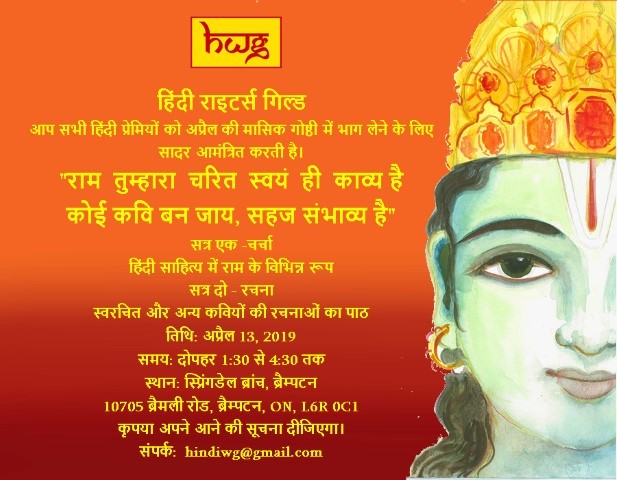 hwg
हिंदी राइटर्स गिल्ड
आप सभी हिंदी प्रेमियों को अप्रैल की मासिक गोष्ठी में भाग लेने के लिए
सादर आमंत्रित करती है।
"राम तुम्हारा चरित स्वयं ही काव्य है
कोई कवि बन जाय, सहज संभाव्य है"
सत्र एक -चर्चा
हिंदी साहित्य में राम के विभिन्न रूप
सत्र दो - रचना
स्वरचित और अन्य कवियों की रचनाओं का पाठ
तिथि: अप्रैल 13, 2019
समय: दोपहर 1:30 से 4:30 तक
स्थान: स्प्रिंगडेल ब्रांच, ब्रैम्पटन
10705 ब्रैमली रोड, ब्रैम्पटन, ON, L6R 0C1
कृपया अपने आने की सूचना दीजिएगा।
संपर्क: hindiwg@gmail.com